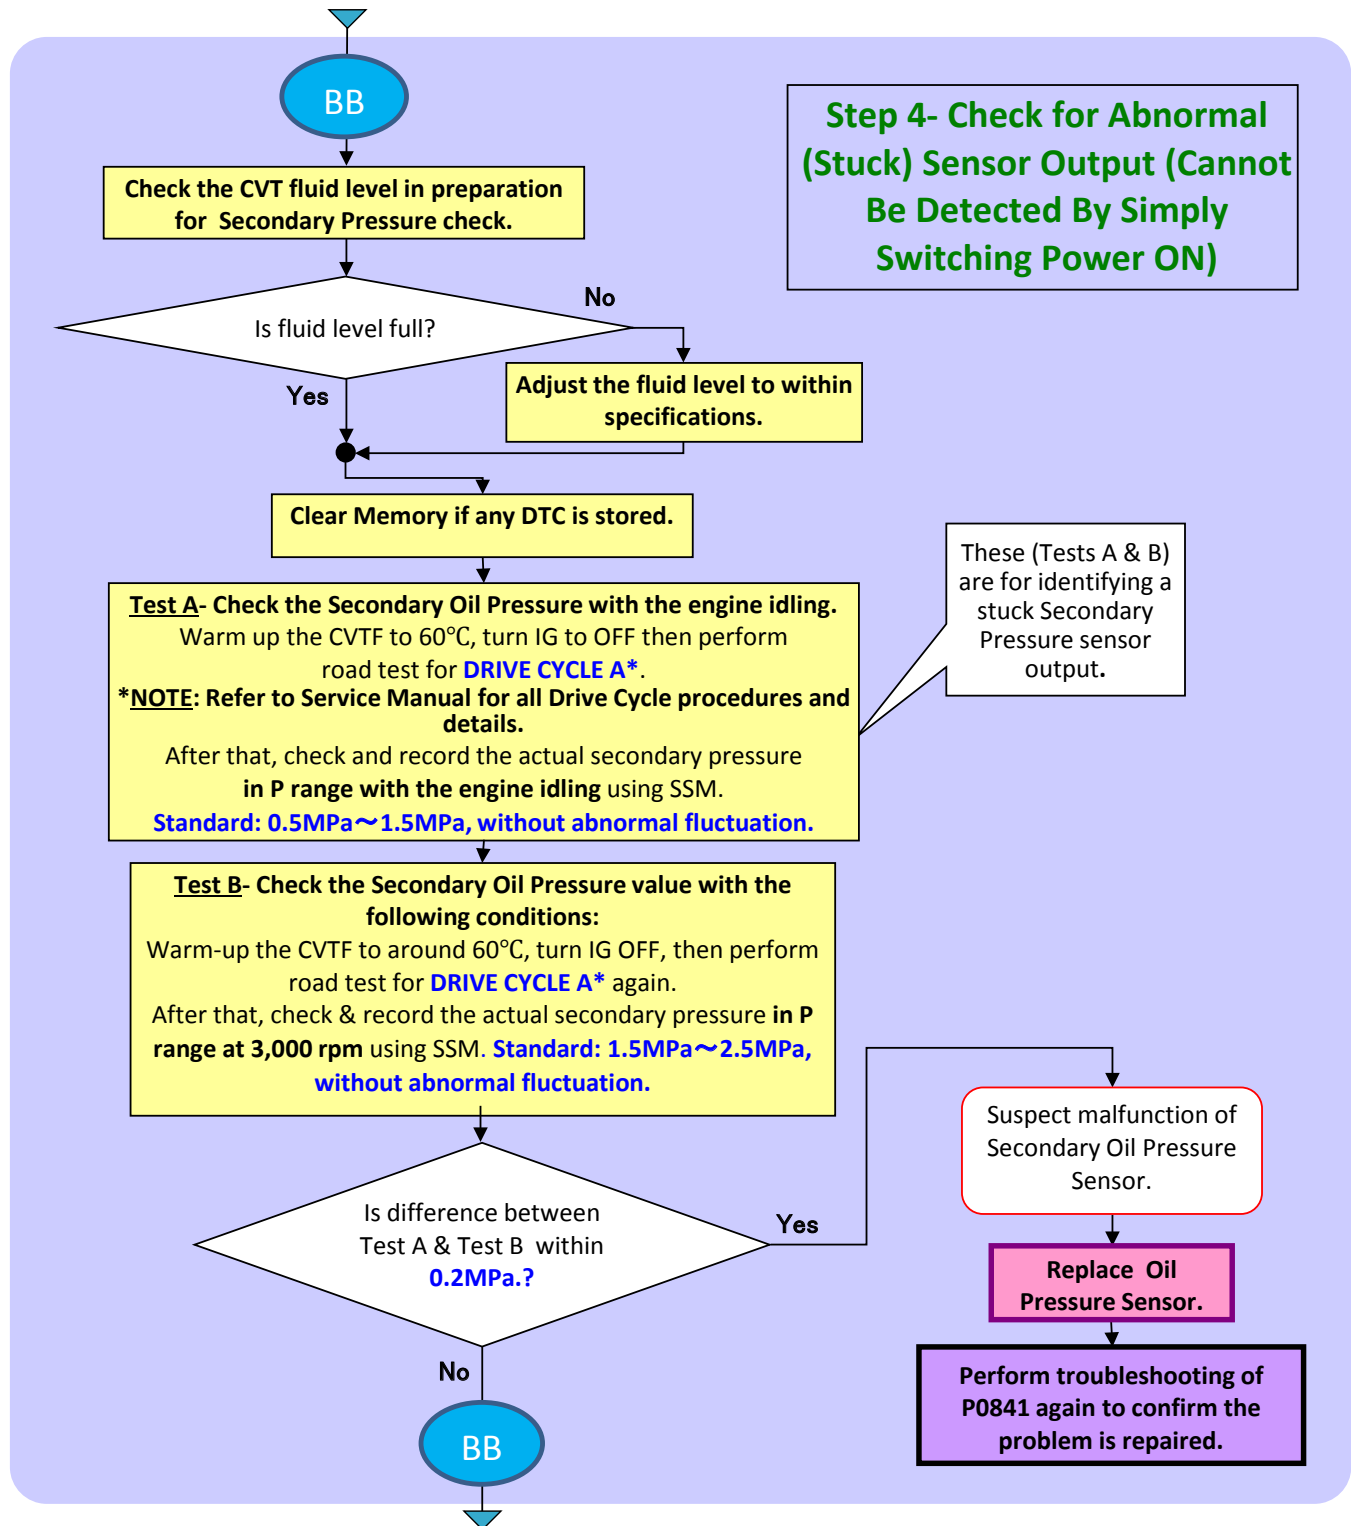 BB
Step 4- Check for Abnormal
(Stuck) Sensor Output (Cannot
Be Detected By Simply
Switching Power ON)
Check the CVT fluid level in preparation
for Secondary Pressure check.
Is fluid level full?
No
Yes
Adjust the fluid level to within
specifications.
Clear Memory if any DTC is stored.
These (Tests A & B)
are for identifying a
stuck Secondary
Pressure sensor
output.
Test A- Check the Secondary Oil Pressure with the engine idling.
Warm up the CVTF to 60℃, turn IG to OFF then perform
road test for DRIVE CYCLE A*.
*NOTE: Refer to Service Manual for all Drive Cycle procedures and
details.
After that, check and record the actual secondary pressure
in P range with the engine idling using SSM.
Standard: 0.5MPa～1.5MPa, without abnormal fluctuation.
Test B- Check the Secondary Oil Pressure value with the
following conditions:
Warm-up the CVTF to around 60℃, turn IG OFF, then perform
road test for DRIVE CYCLE A* again.
After that, check & record the actual secondary pressure in P
range at 3,000 rpm using SSM. Standard: 1.5MPa～2.5MPa,
without abnormal fluctuation.
Is difference between
Test A & Test B within
0.2MPa.?
Yes
No
Suspect malfunction of
Secondary Oil Pressure
Sensor.
Replace Oil
Pressure Sensor.
Perform troubleshooting of
P0841 again to confirm the
problem is repaired.
BB